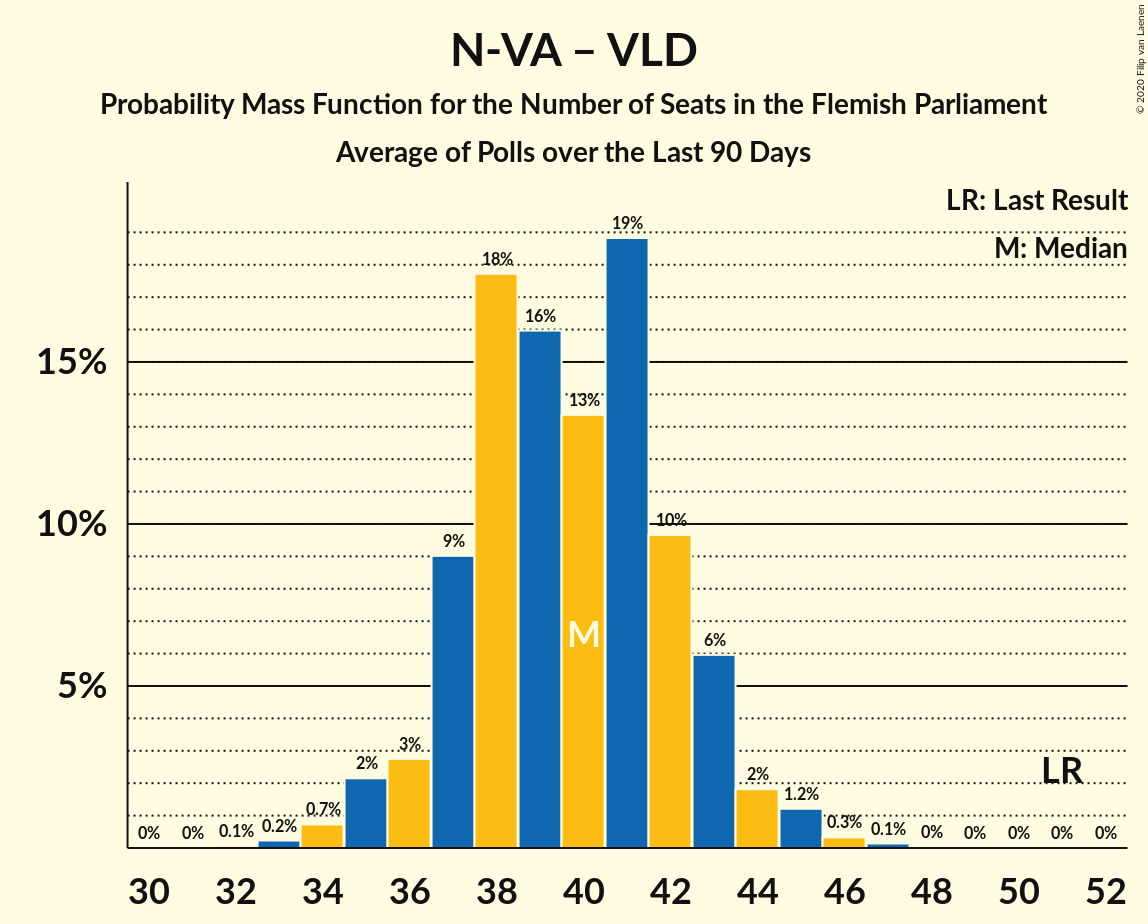 N-VA – VLD
Probability Mass Function for the Number of Seats in the Flemish Parliament
Average of Polls over the Last 90 Days
© 2020 Filip van Laenen
LR: Last Result
M: Median
15%
10%
5%
0%
0%
0.1%
0.2%
0.7%
2%
3%
9%
18%
16%
13%
19%
10%
6%
2%
1.2%
0.3%
0.1%
0%
0%
0%
0%
0%
M
LR
30 32 34 36 38 40 42 44 46 48 50 52